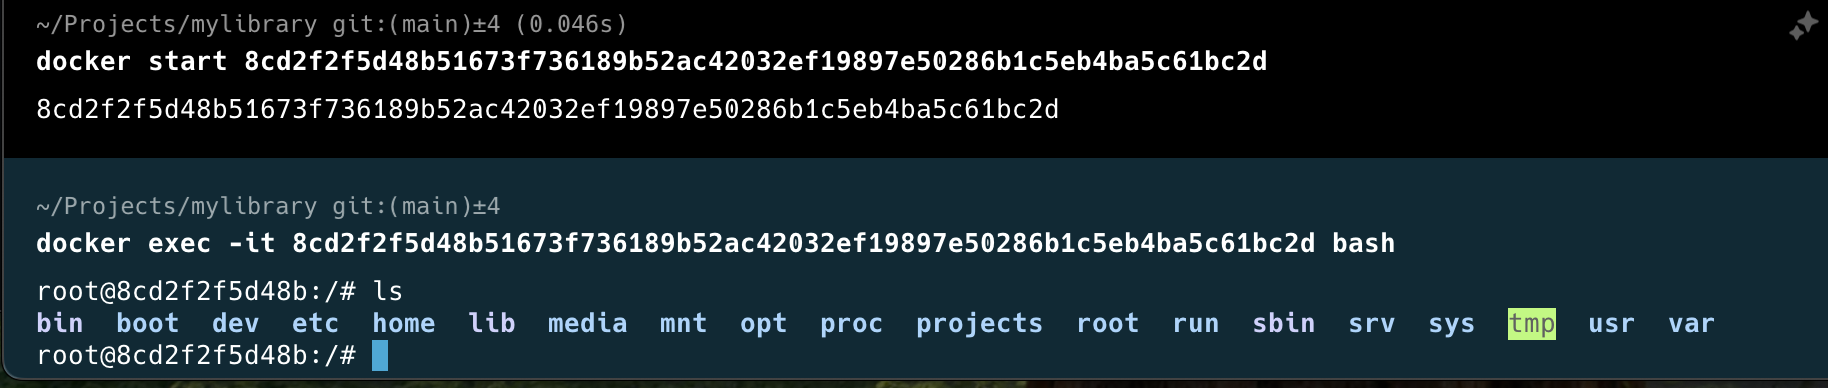 ~/Projects/mylibrary git:(main)±4 (0.046s)
docker start 8cd2f2f5d48b51673f736189b52ac42032ef19897e50286b1c5eb4ba5c61bc2d
8cd2f2f5d48b51673f736189b52ac42032ef19897e50286b1c5eb4ba5c61bc2d
~/Projects/mylibrary git:(main)±4
docker exec -it 8cd2f2f5d48b51673f736189b52ac42032ef19897e50286b1c5eb4ba5c61bc2d bash
root@8cd2f2f5d48b:/# ls
bin boot dev etc home lib media mnt opt proc projects root run sbin srv sys tmp usr var
root@8cd2f2f5d48b:/#